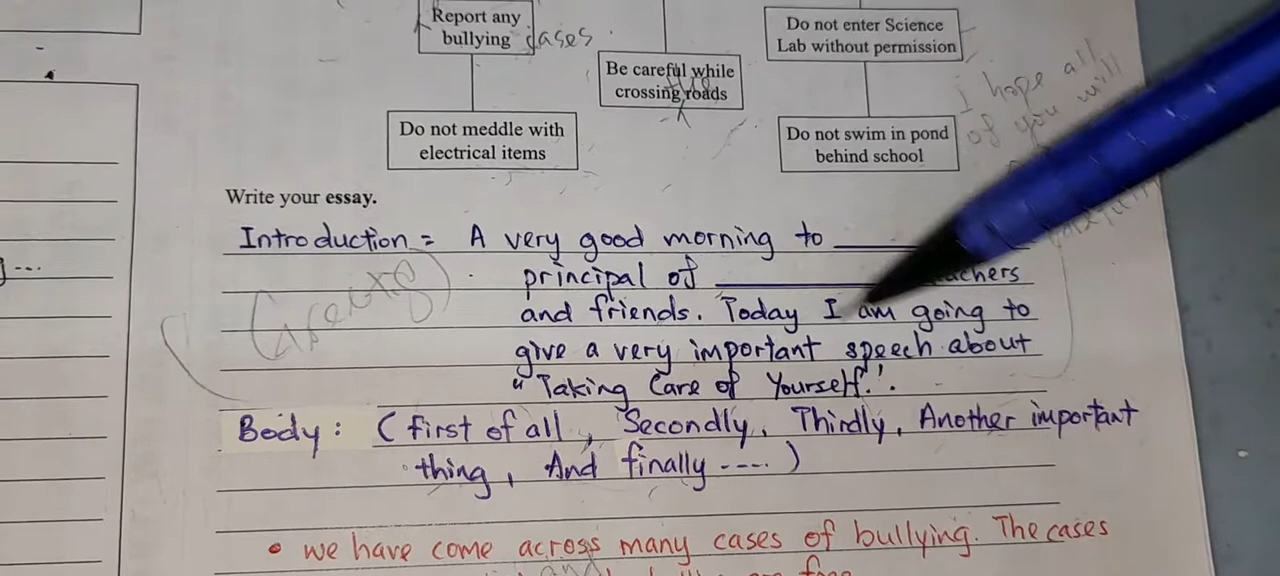 Report any
bullying cases.
Do not enter Science
Lab without permission
Be careful while
crossing roads
Do not meddle with
electrical items
Do not swim in pond
behind school
I hope all
of you will
Write your essay.
Introduction = A very good morning to
principal of
and friends. Today I am going to
give a very important speech about
"Taking Care of Yourself.".
Body: (First of all, Secondly, Thirdly, Another important
thing, And finally ----)
• We have come across many cases of bullying. The cases